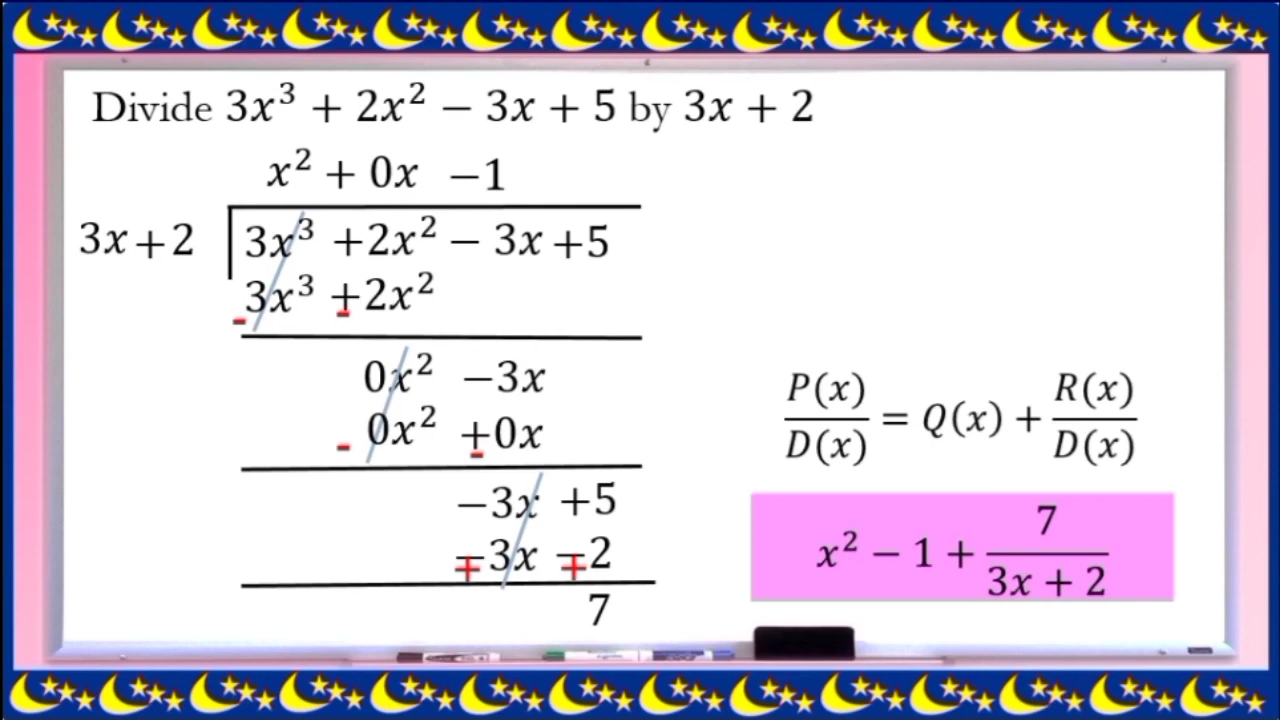 Divide 3x³ + 2x² − 3x + 5 by 3x + 2
x² + 0x −1
3x+2 3x³ +2x² − 3x +5
3x³ +2x²
- -
0x² −3x
0x² +0x
- -
−3x +5
−3x −2
+ +
7
P(x)/D(x) = Q(x) + R(x)/D(x)
x² − 1 + 7/(3x + 2)